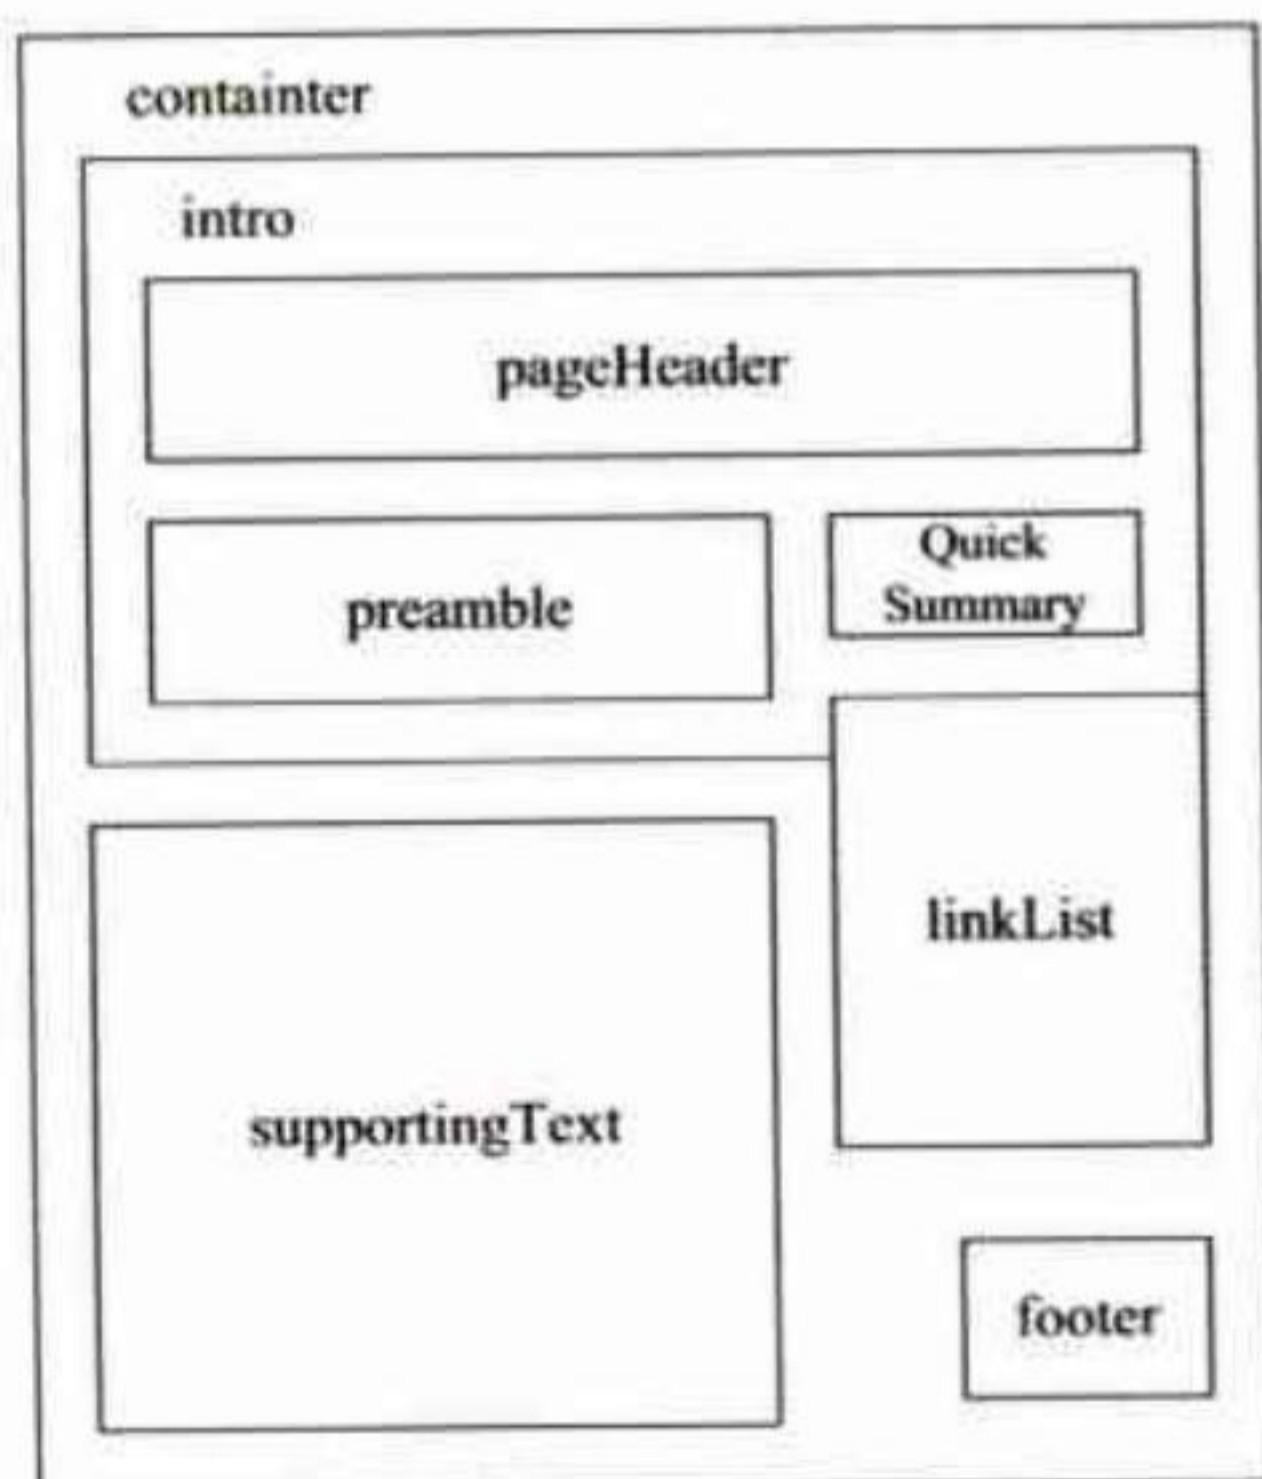 containter
intro
pageHeader
preamble
Quick
Summary
linkList
supportingText
footer